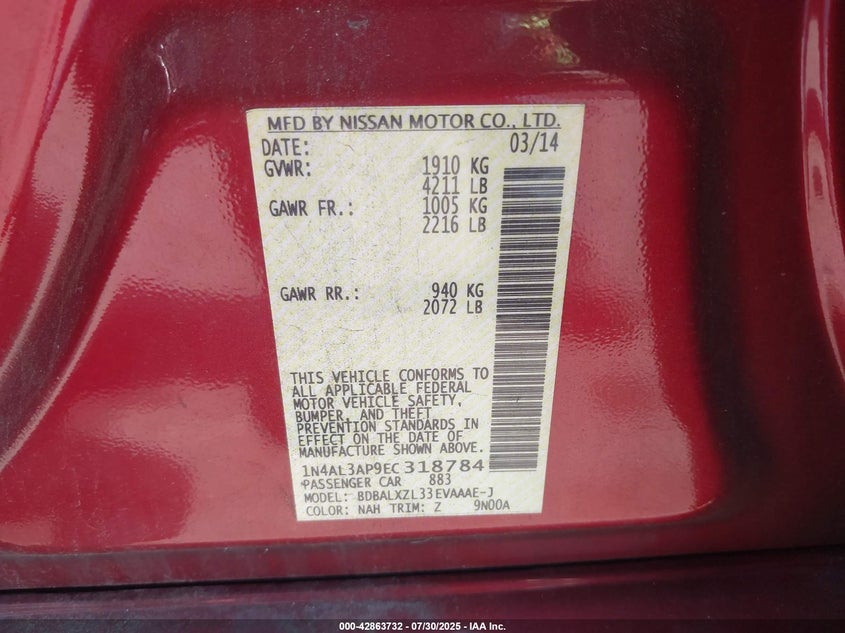 MFD BY NISSAN MOTOR CO., LTD.
DATE: 03/14
GVWR: 1910 KG
4211 LB
GAWR FR.: 1005 KG
2216 LB
GAWR RR.: 940 KG
2072 LB
THIS VEHICLE CONFORMS TO
ALL APPLICABLE FEDERAL
MOTOR VEHICLE SAFETY,
BUMPER, AND THEFT
PREVENTION STANDARDS IN
EFFECT ON THE DATE OF
MANUFACTURE SHOWN ABOVE.
1N4AL3AP9EC318784
PASSENGER CAR 883
MODEL: BDBALXZL33EVAAAE-J
COLOR: NAH TRIM: Z 9N00A
000-42863732 - 07/30/2025 - IAA Inc.